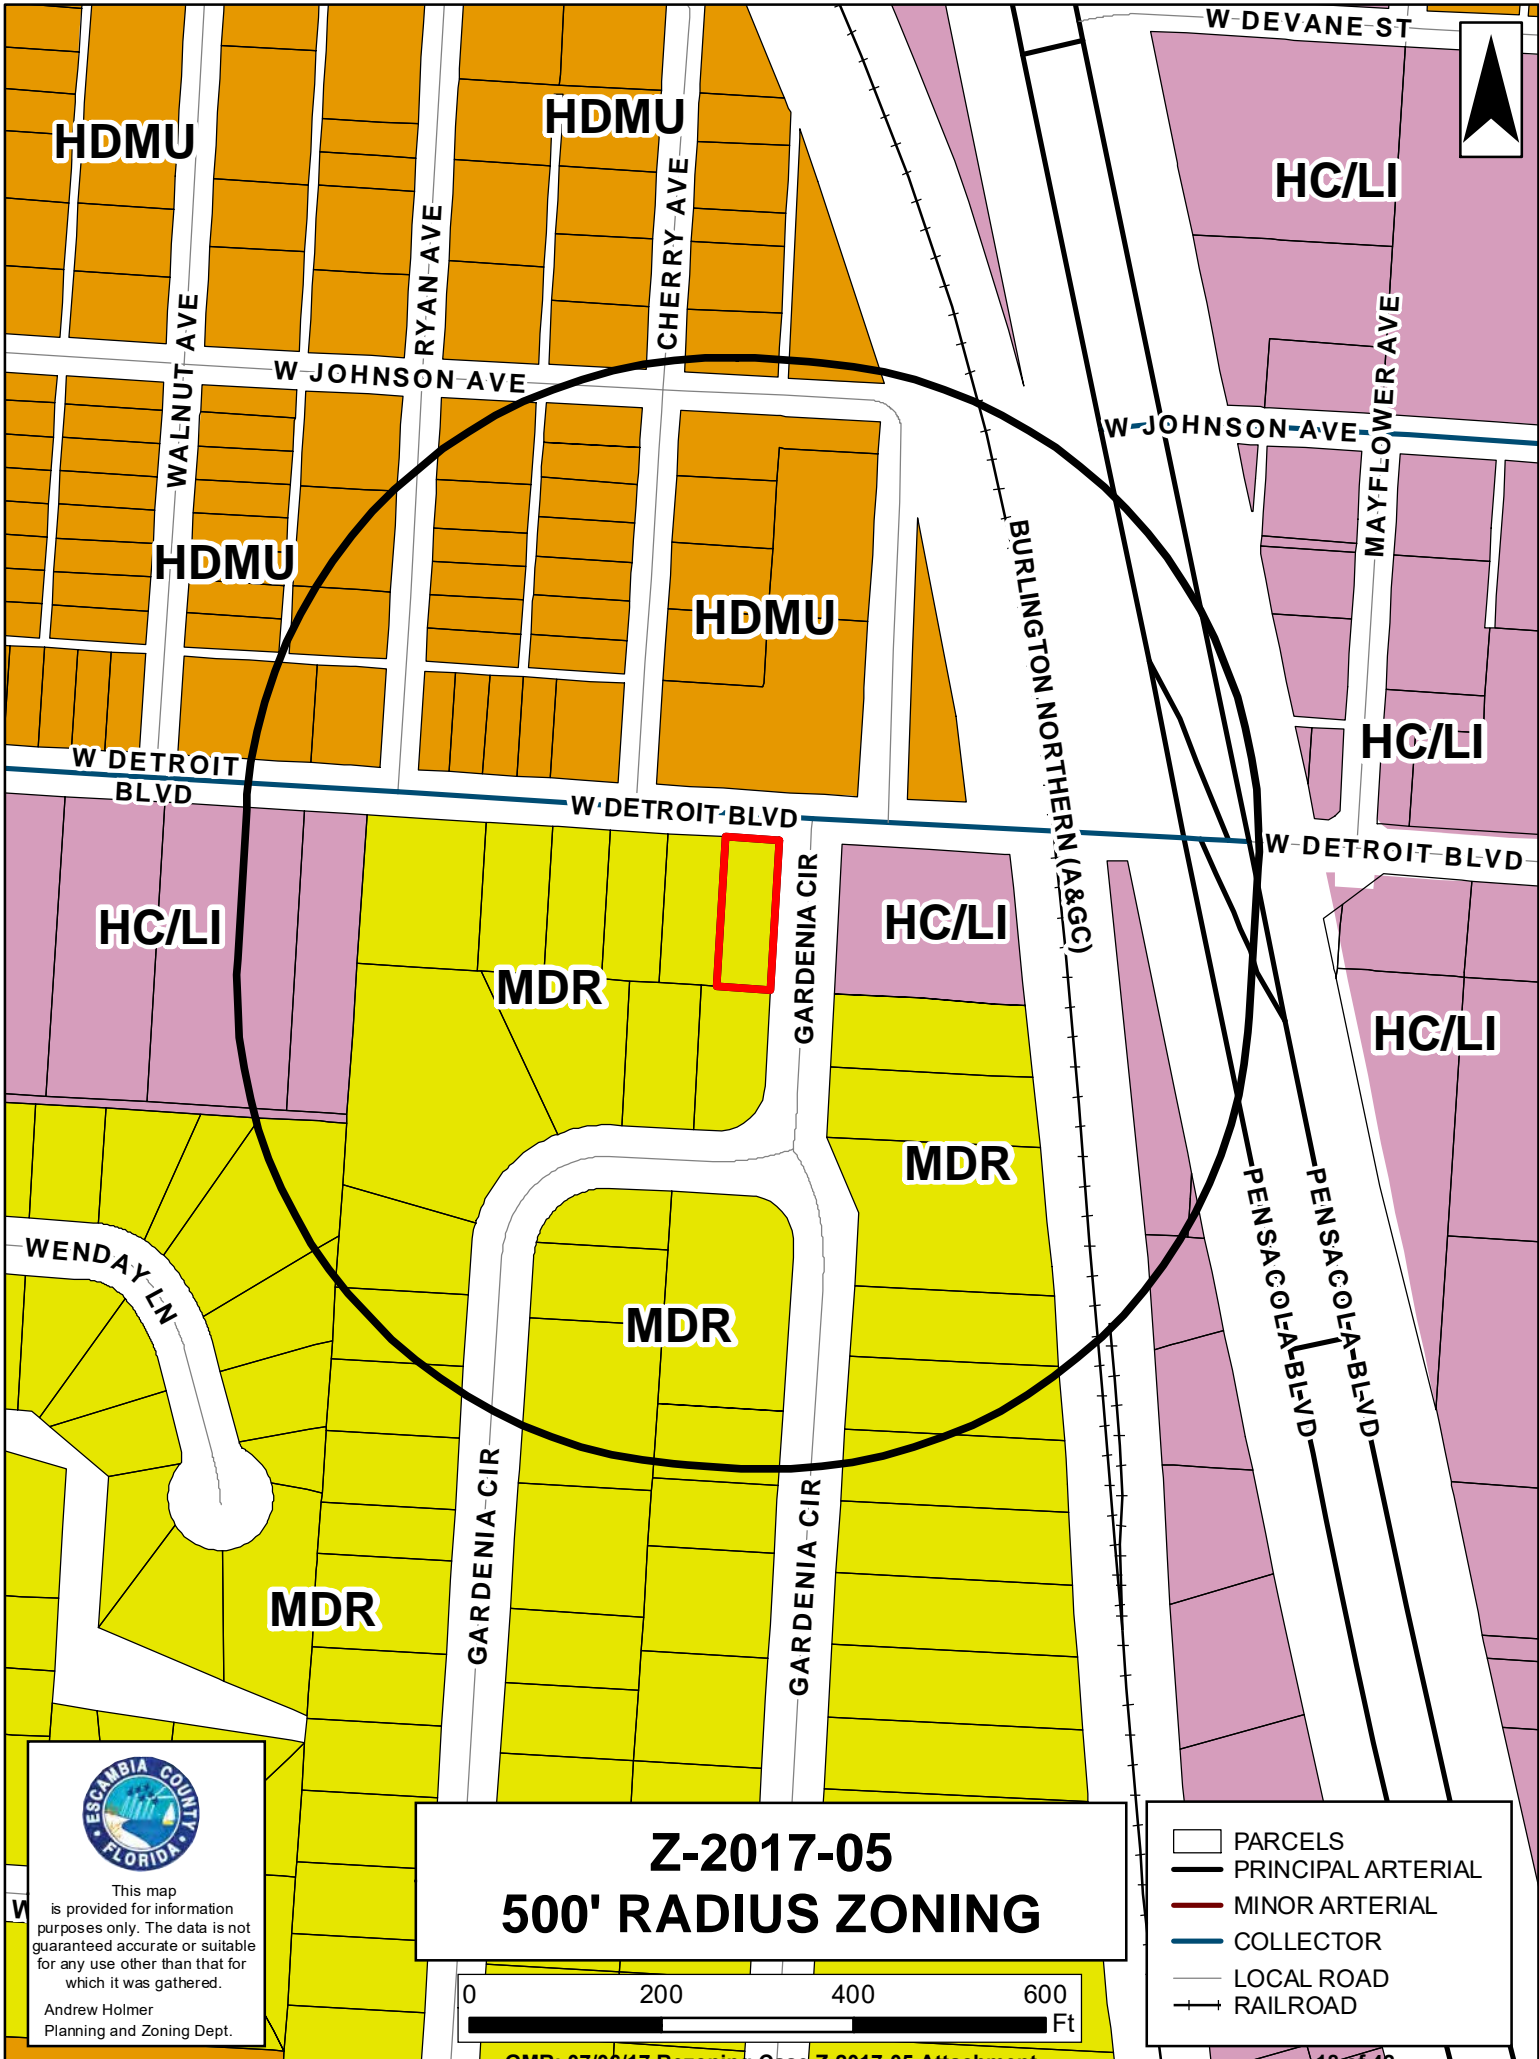 W DEVANE ST
HDMU
HDMU
HC/LI
RYAN AVE
CHERRY AVE
WALNUT AVE
MAYFLOWER AVE
W JOHNSON AVE
W JOHNSON AVE
HDMU
HDMU
BURLINGTON NORTHERN (A&GC)
HC/LI
W DETROIT
BLVD
W DETROIT BLVD
W DETROIT BLVD
HC/LI
HC/LI
GARDENIA CIR
MDR
HC/LI
MDR
PENSACOLA BLVD
PENSACOLA BLVD
WENDAY LN
MDR
GARDENIA CIR
GARDENIA CIR
MDR
ESCAMBIA COUNTY
FLORIDA
This map
is provided for information
purposes only. The data is not
guaranteed accurate or suitable
for any use other than that for
which it was gathered.
Andrew Holmer
Planning and Zoning Dept.
W
Z-2017-05
500' RADIUS ZONING
0 200 400 600
Ft
PARCELS
PRINCIPAL ARTERIAL
MINOR ARTERIAL
COLLECTOR
LOCAL ROAD
RAILROAD
Rezoning Case Z-2017-05 Attachment